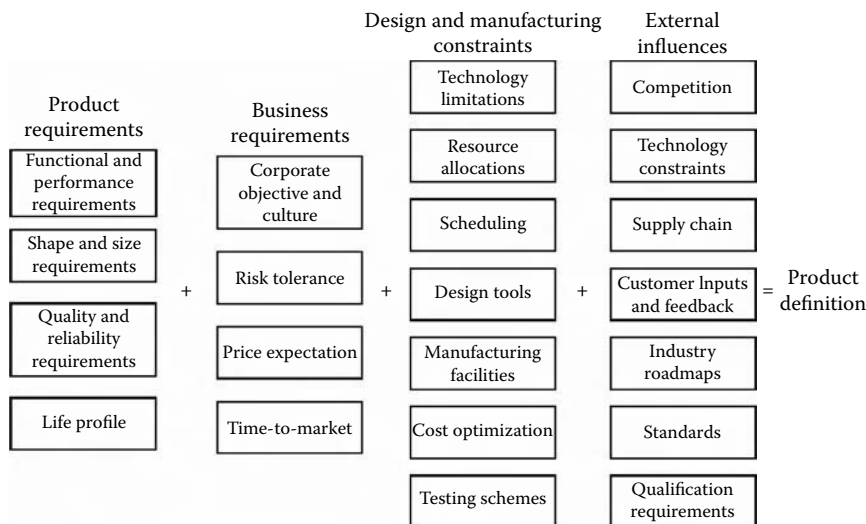 Product
requirements
Functional and
performance
requirements
Shape and size
requirements
Quality and
reliability
requirements
Life profile
+
Business
requirements
Corporate
objective and
culture
Risk tolerance
Price expectation
Time-to-market
+
Design and manufacturing
constraints
Technology
limitations
Resource
allocations
Scheduling
Design tools
Manufacturing
facilities
Cost optimization
Testing schemes
+
External
influences
Competition
Technology
constraints
Supply chain
Customer Inputs
and feedback
Industry
roadmaps
Standards
Qualification
requirements
=
Product
definition